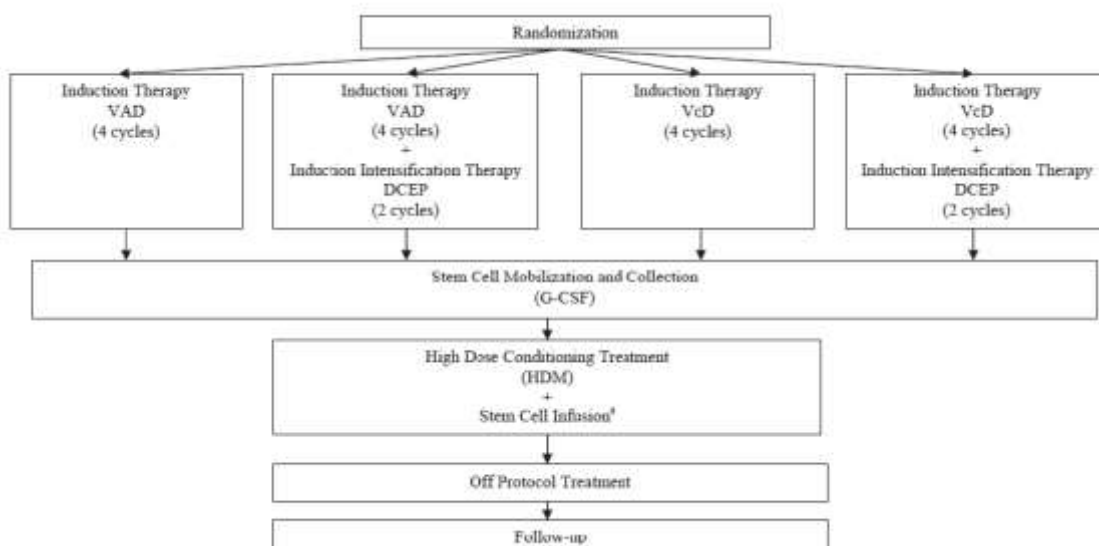 Randomization
Induction Therapy
VAD
(4 cycles)
Induction Therapy
VAD
(4 cycles)
+
Induction Intensification Therapy
DCEP
(2 cycles)
Induction Therapy
VcD
(4 cycles)
Induction Therapy
VcD
(4 cycles)
+
Induction Intensification Therapy
DCEP
(2 cycles)
Stem Cell Mobilization and Collection
(G-CSF)
High Dose Conditioning Treatment
(HDM)
+
Stem Cell Infusion
Off Protocol Treatment
Follow-up